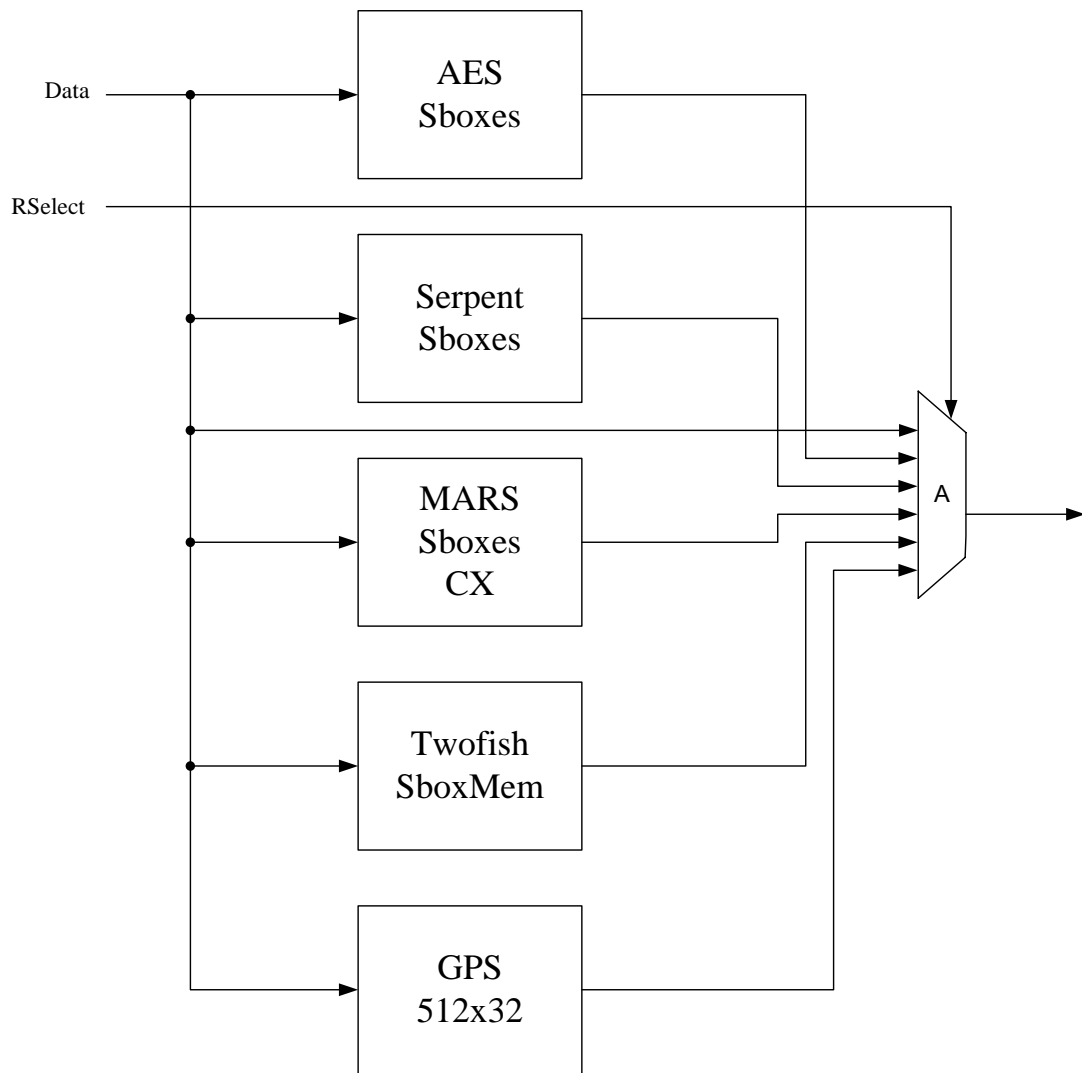 Data
AES
Sboxes
RSelect
Serpent
Sboxes
MARS
Sboxes
CX
A
Twofish
SboxMem
GPS
512x32